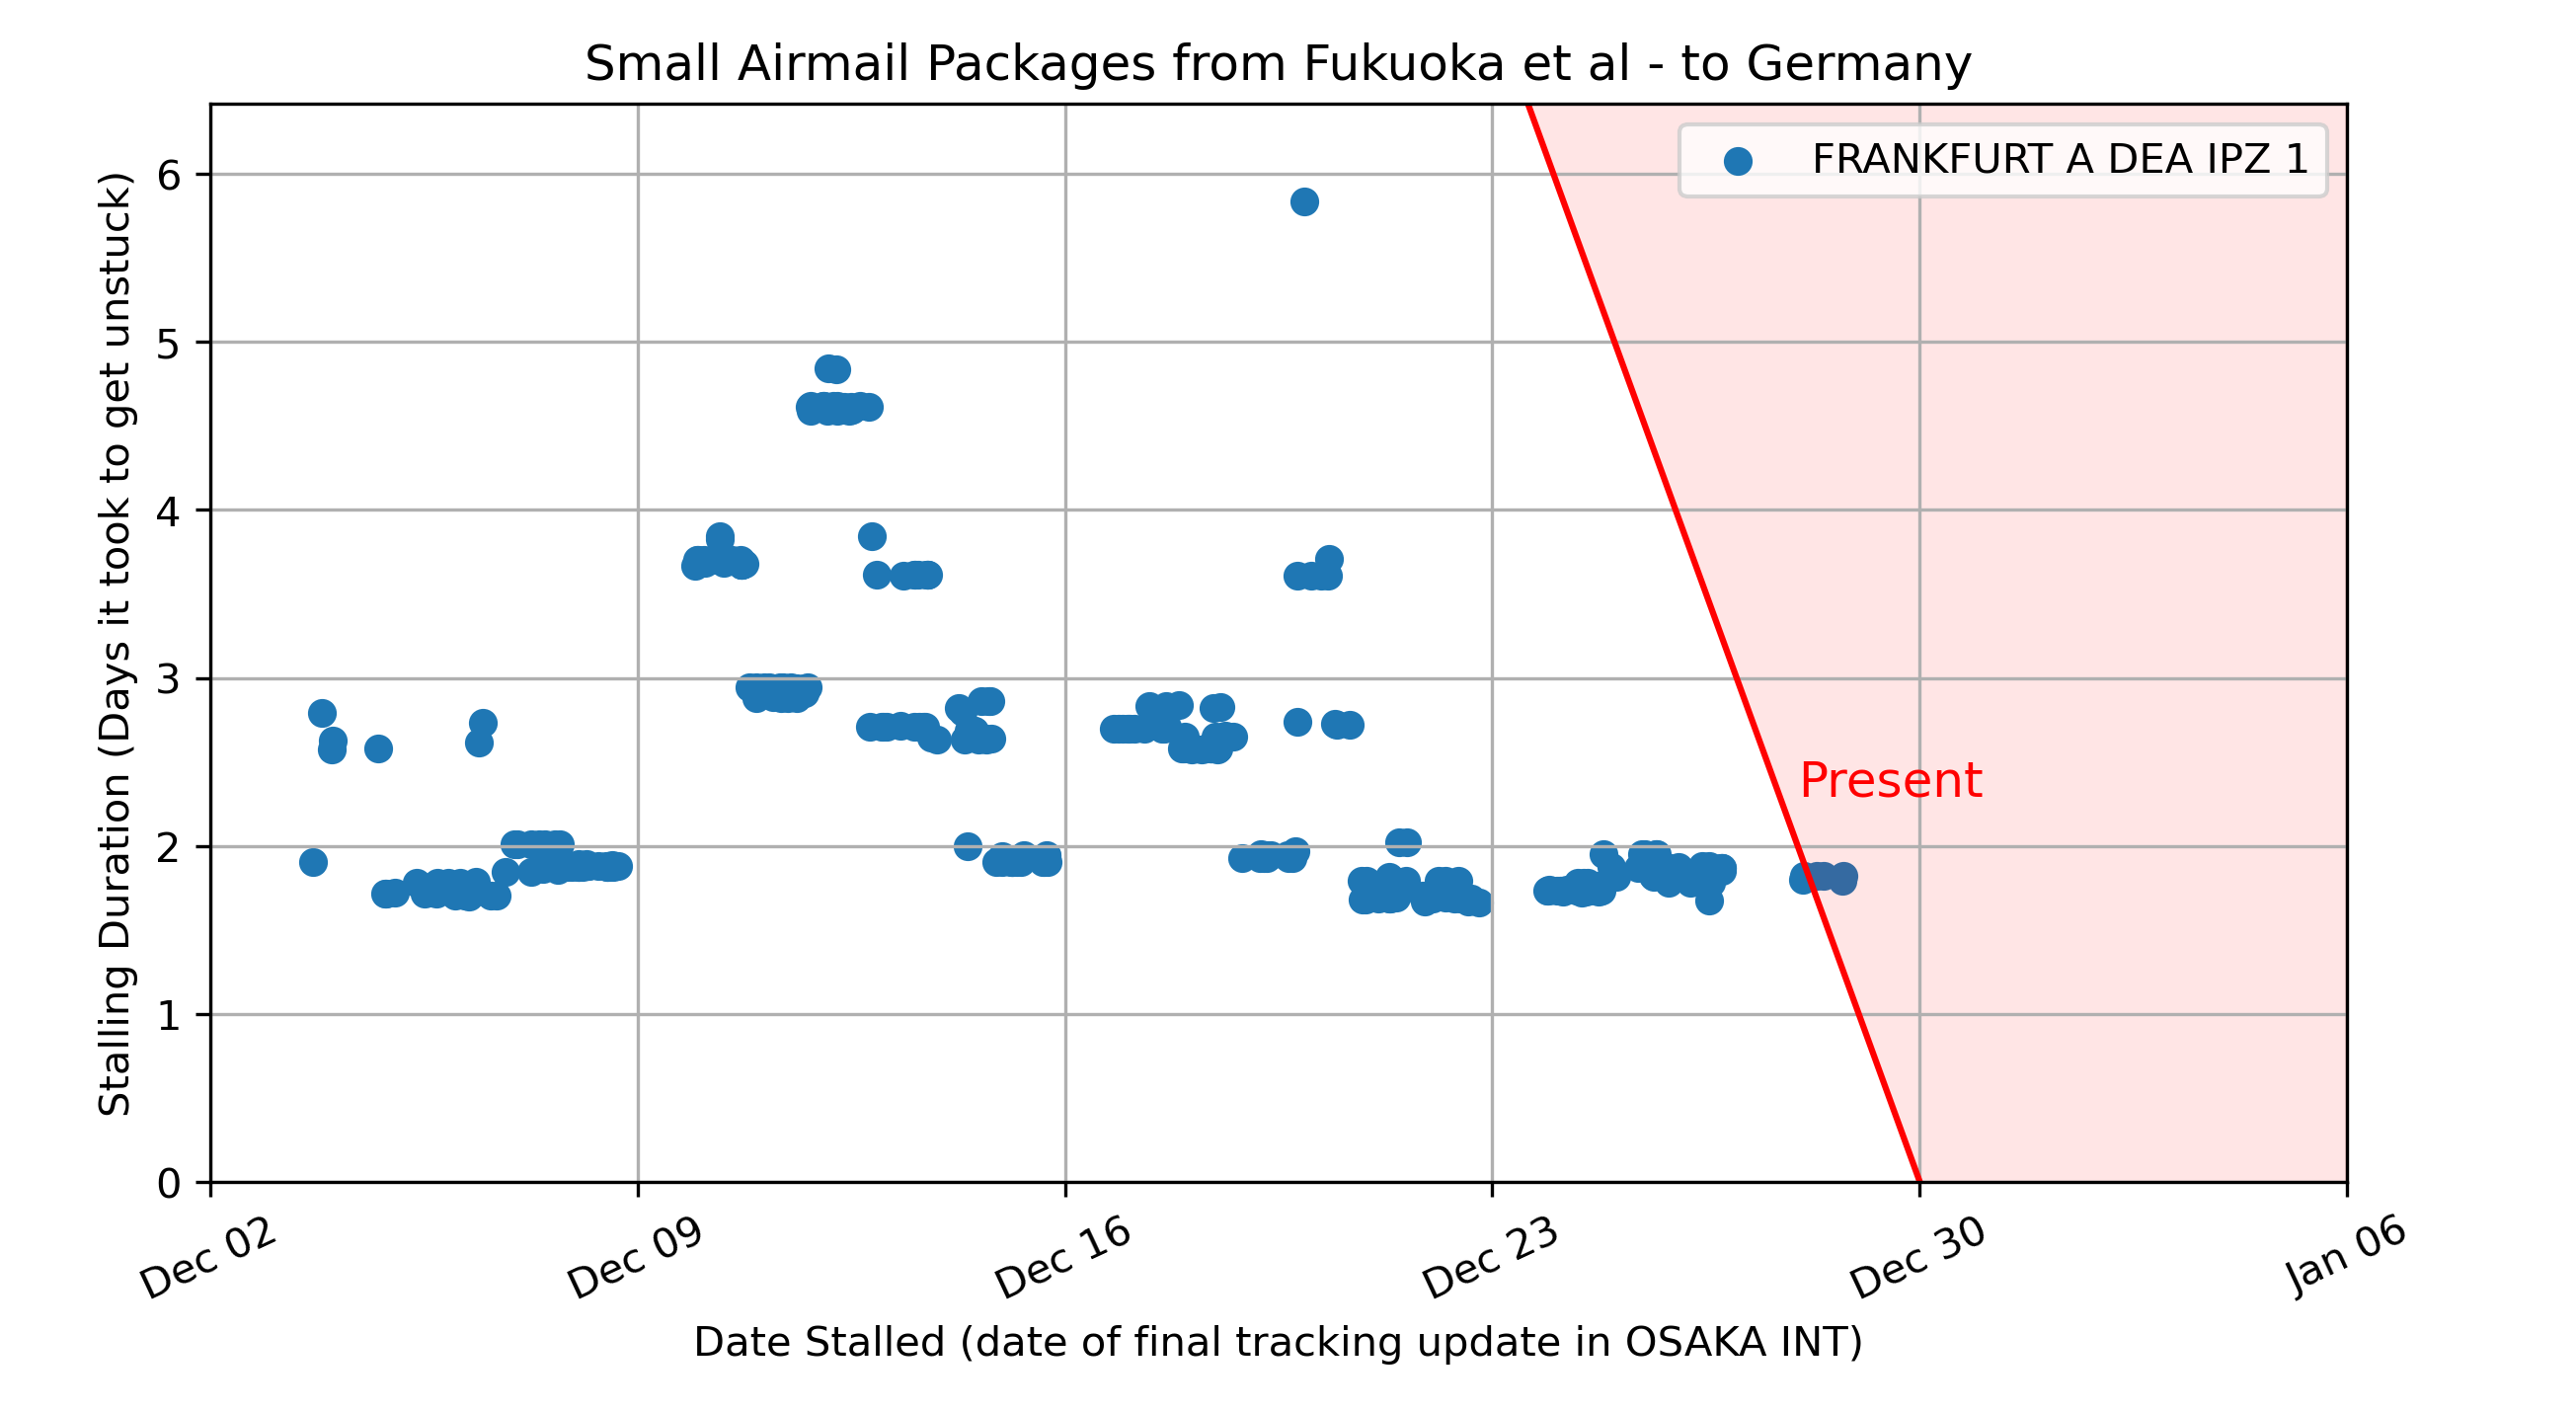 Small Airmail Packages from Fukuoka et al - to Germany
FRANKFURT A DEA IPZ 1
Stalling Duration (Days it took to get unstuck)
6
5
4
3
2
1
0
Present
Dec 02
Dec 09
Dec 16
Dec 23
Dec 30
Jan 06
Date Stalled (date of final tracking update in OSAKA INT)